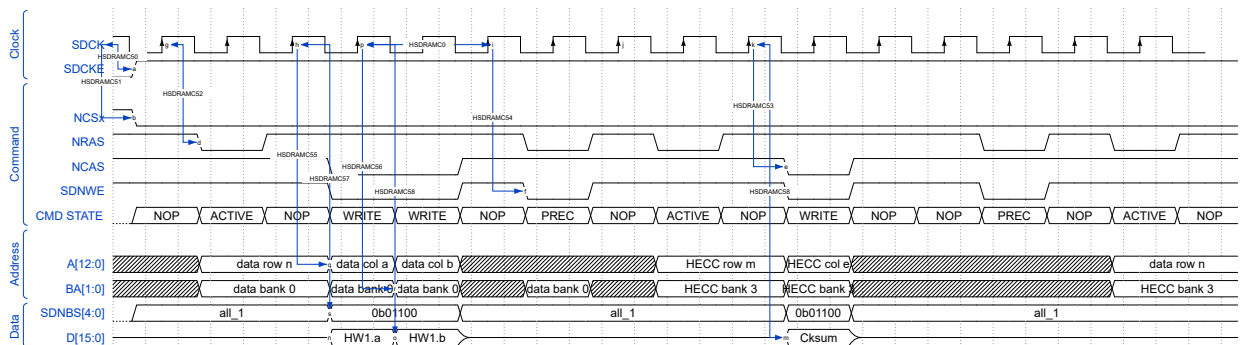 Clock
SDCK g h p HSDRAMC0 i j k
HSDRAMC50
SDCKE a
HSDRAMC51
HSDRAMC52
HSDRAMC53
Command
NCSx b
HSDRAMC54
NRAS d
HSDRAMC55
NCAS HSDRAMC56 e
HSDRAMC57
SDNWE HSDRAMC58 f HSDRAMC58
CMD STATE NOP ACTIVE NOP WRITE WRITE NOP PREC NOP ACTIVE NOP WRITE NOP NOP PREC NOP ACTIVE NOP
Address
A[12:0] data row n q data col a data col b HECC row m HECC col e data row n
BA[1:0] data bank 0 data bank 0 data bank 0 data bank 0 HECC bank 3 HECC bank 3 HECC bank 3
Data
SDNBS[4:0] all_1 s 0b01100 all_1 0b01100 all_1
D[15:0] n HW1.a o HW1.b m Cksum